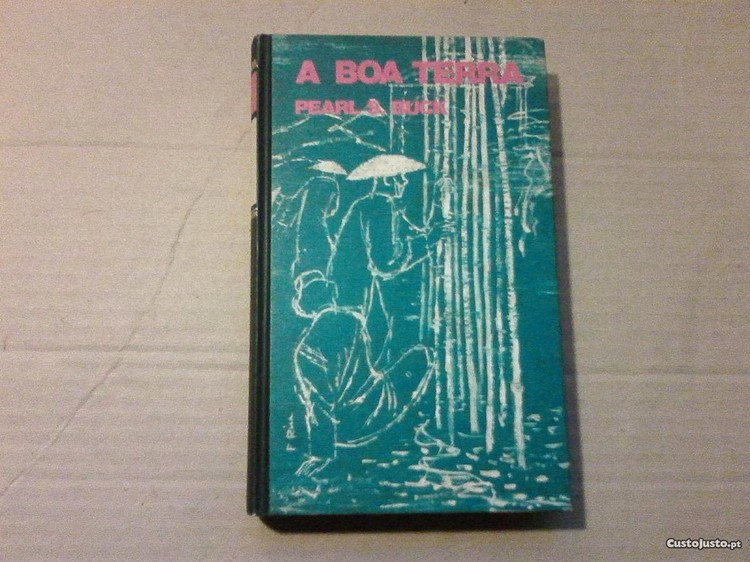 A BOA TERRA
PEARL S. BUCK
CustoJusto.pt